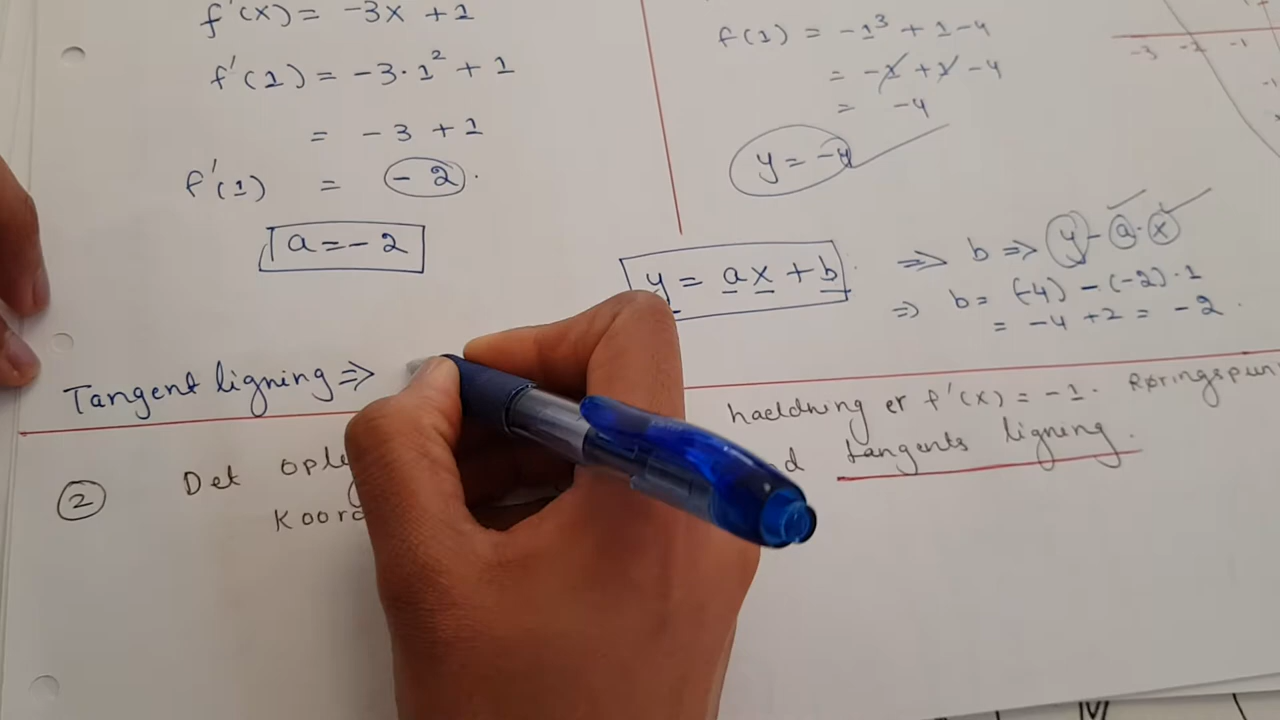 f'(x) = -3x + 1
f'(1) = -3·1² + 1
= -3 + 1
f'(1) = -2.
a = -2
f(1) = -1³ + 1 - 4
= -1 + 1 - 4
= -4
y = -4
y = ax + b
=> b => y - a·x
=> b = (-4) - (-2)·1
= -4 + 2 = -2.
-3 -2 -1
-1
Tangent ligning =>
2 Det
haeldning er f'(x) = -1.
Koord
tangents ligning.